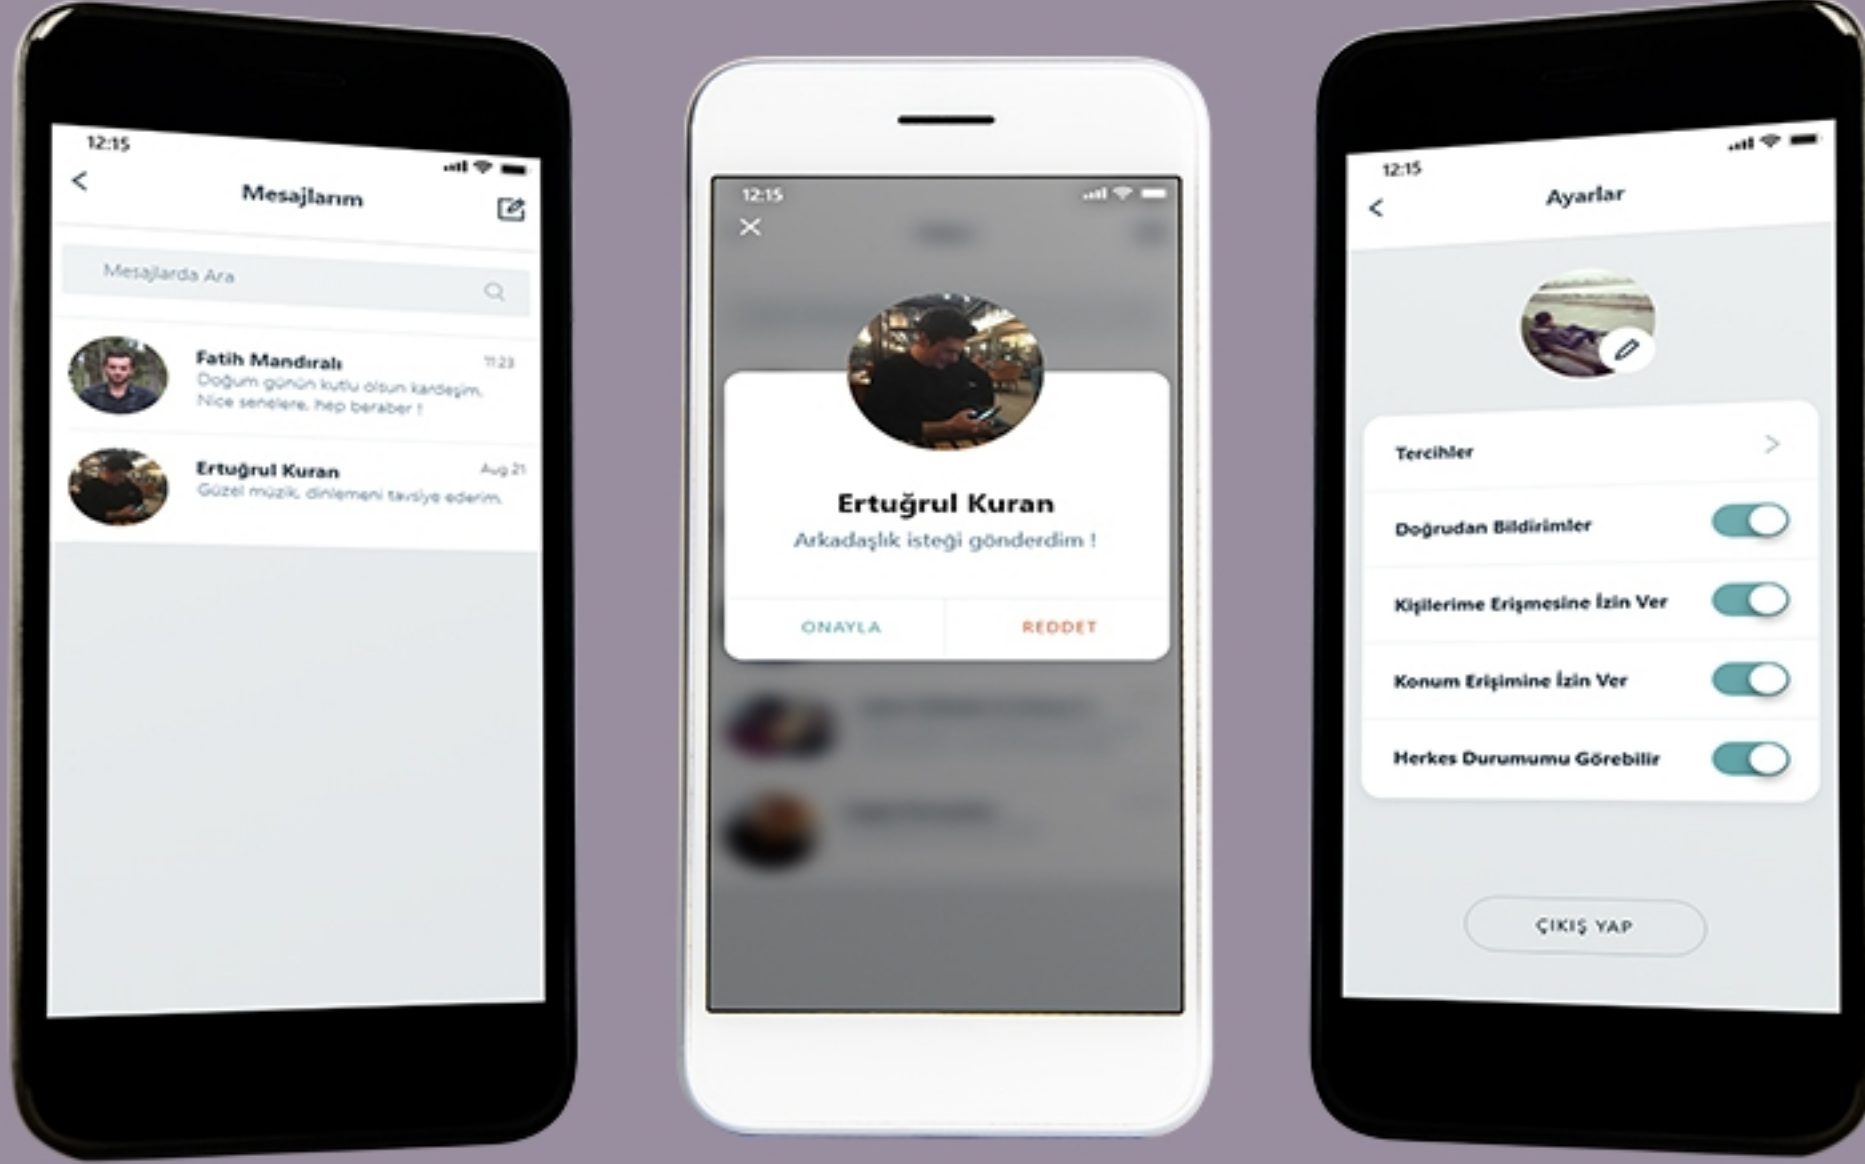 12:15
Mesajlarım
Mesajlarda Ara
Fatih Mandıralı
11:23
Doğum günün kutlu olsun kardeşim.
Nice senelere, hep beraber !
Ertuğrul Kuran
Aug 21
Güzel müzik, dinlemeni tavsiye ederim.
12:15
Ertuğrul Kuran
Arkadaşlık isteği gönderdim !
ONAYLA
REDDET
12:15
Ayarlar
Tercihler
Doğrudan Bildirimler
Kişilerime Erişmesine İzin Ver
Konum Erişimine İzin Ver
Herkes Durumumu Görebilir
ÇIKIŞ YAP